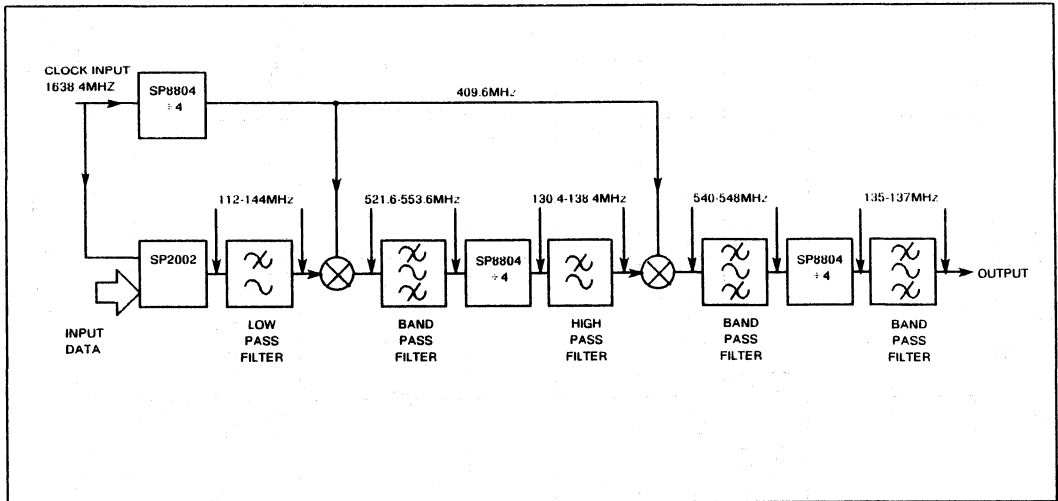 CLOCK INPUT
1638 4MHZ
SP8804
÷ 4
409.6MHz
112-144MHz
521.6-553.6MHz
130.4-138 4MHz
540-548MHz
135-137MHz
SP2002
SP8804
÷ 4
SP8804
÷ 4
OUTPUT
INPUT
DATA
LOW
PASS
FILTER
BAND
PASS
FILTER
HIGH
PASS
FILTER
BAND
PASS
FILTER
BAND
PASS
FILTER